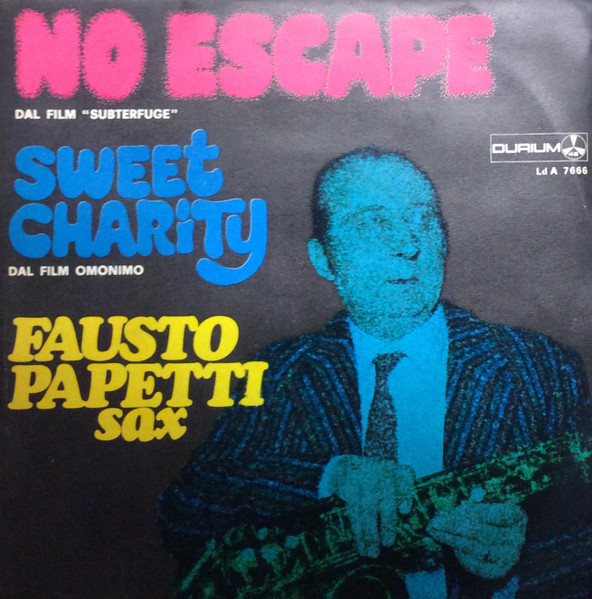 NO ESCAPE
DAL FILM "SUBTERFUGE"
DURIUM
Ld A 7666
SWEEt
CHARiTy
DAL FILM OMONIMO
FAUSTO
PAPETTI
sax